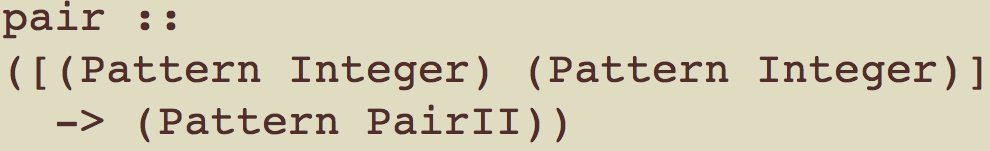 pair ::
([(Pattern Integer) (Pattern Integer)]
  -> (Pattern PairII))